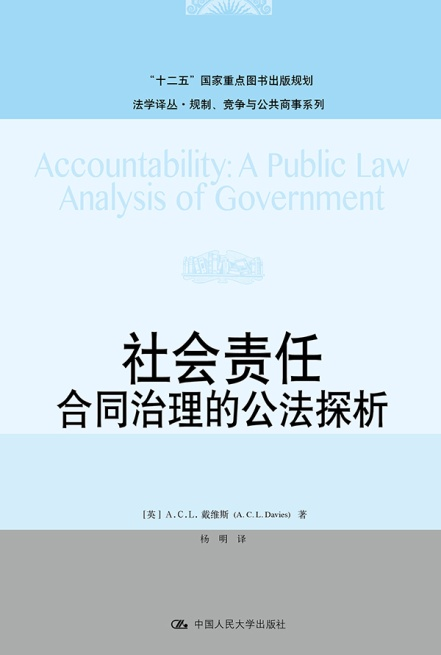 “十二五”国家重点图书出版规划
法学译丛·规制、竞争与公共商事系列
Accountability: A Public Law
Analysis of Government
社会责任
合同治理的公法探析
[英] A.C.L. 戴维斯 (A. C. L. Davies) 著
杨 明 译
中国人民大学出版社